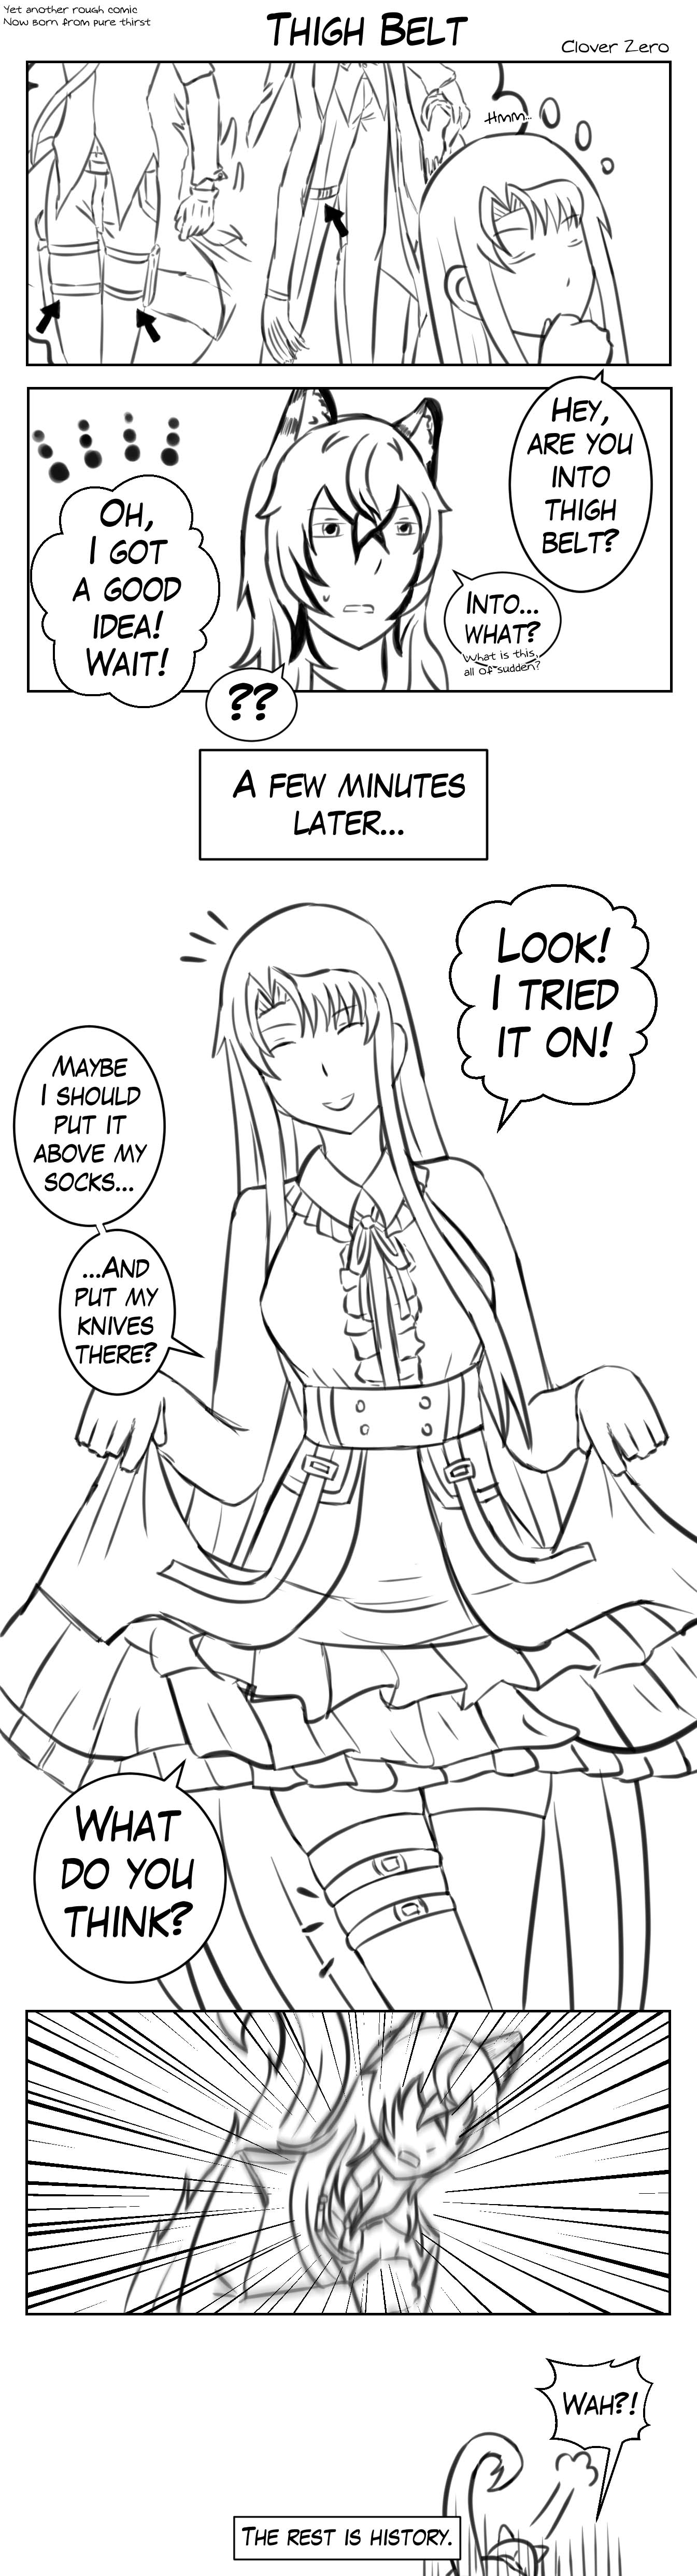 Yet another rough comic
Now born from pure thirst
THIGH BELT
Clover Zero
Hmm...
HEY,
ARE YOU
INTO
THIGH
BELT?
INTO...
WHAT?
What is this,
all of sudden?
OH,
I GOT
A GOOD
IDEA!
WAIT!
??
A FEW MINUTES
LATER...
LOOK!
I TRIED
IT ON!
MAYBE
I SHOULD
PUT IT
ABOVE MY
SOCKS...
...AND
PUT MY
KNIVES
THERE?
WHAT
DO YOU
THINK?
WAH?!
THE REST IS HISTORY.